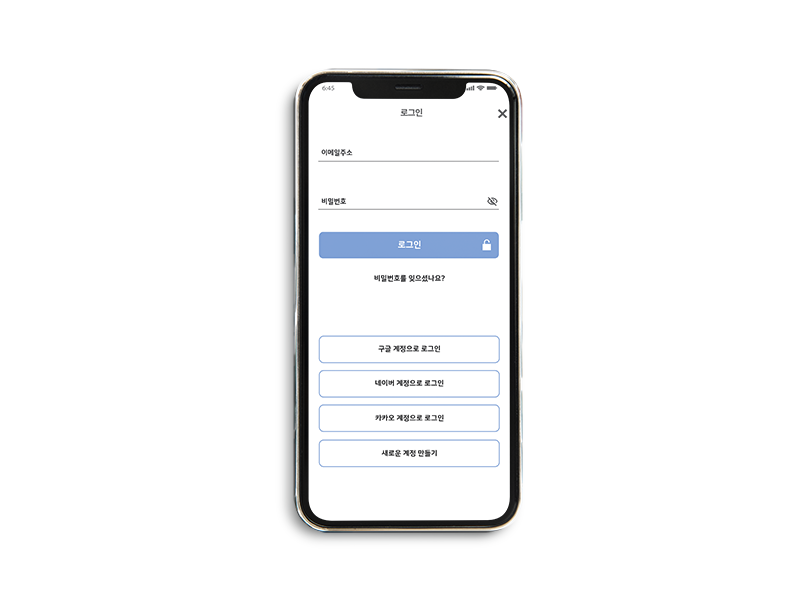 6:45
로그인
이메일주소
비밀번호
로그인
비밀번호를 잊으셨나요?
구글 계정으로 로그인
네이버 계정으로 로그인
카카오 계정으로 로그인
새로운 계정 만들기